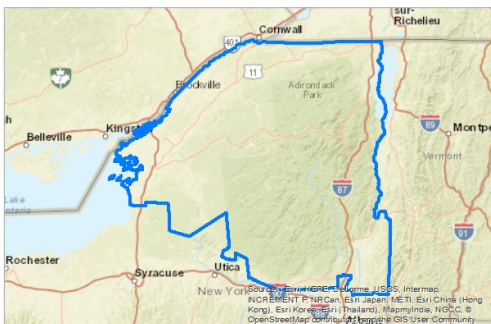 sur-
Richelieu
Cornwall
401
11
Adirondack
Park
Brockville
7
h
Belleville
89
Montpe
Vermont
87
Lake
Ontario
91
Rochester
Syracuse
Utica
New York
Sources: Esri, HERE, DeLorme, USGS, Intermap,
INCREMENT P, NRCan, Esri Japan, METI, Esri China (Hong
Kong), Esri Korea, Esri (Thailand), MapmyIndia, NGCC, ©
OpenStreetMap contributors, and the GIS User Community